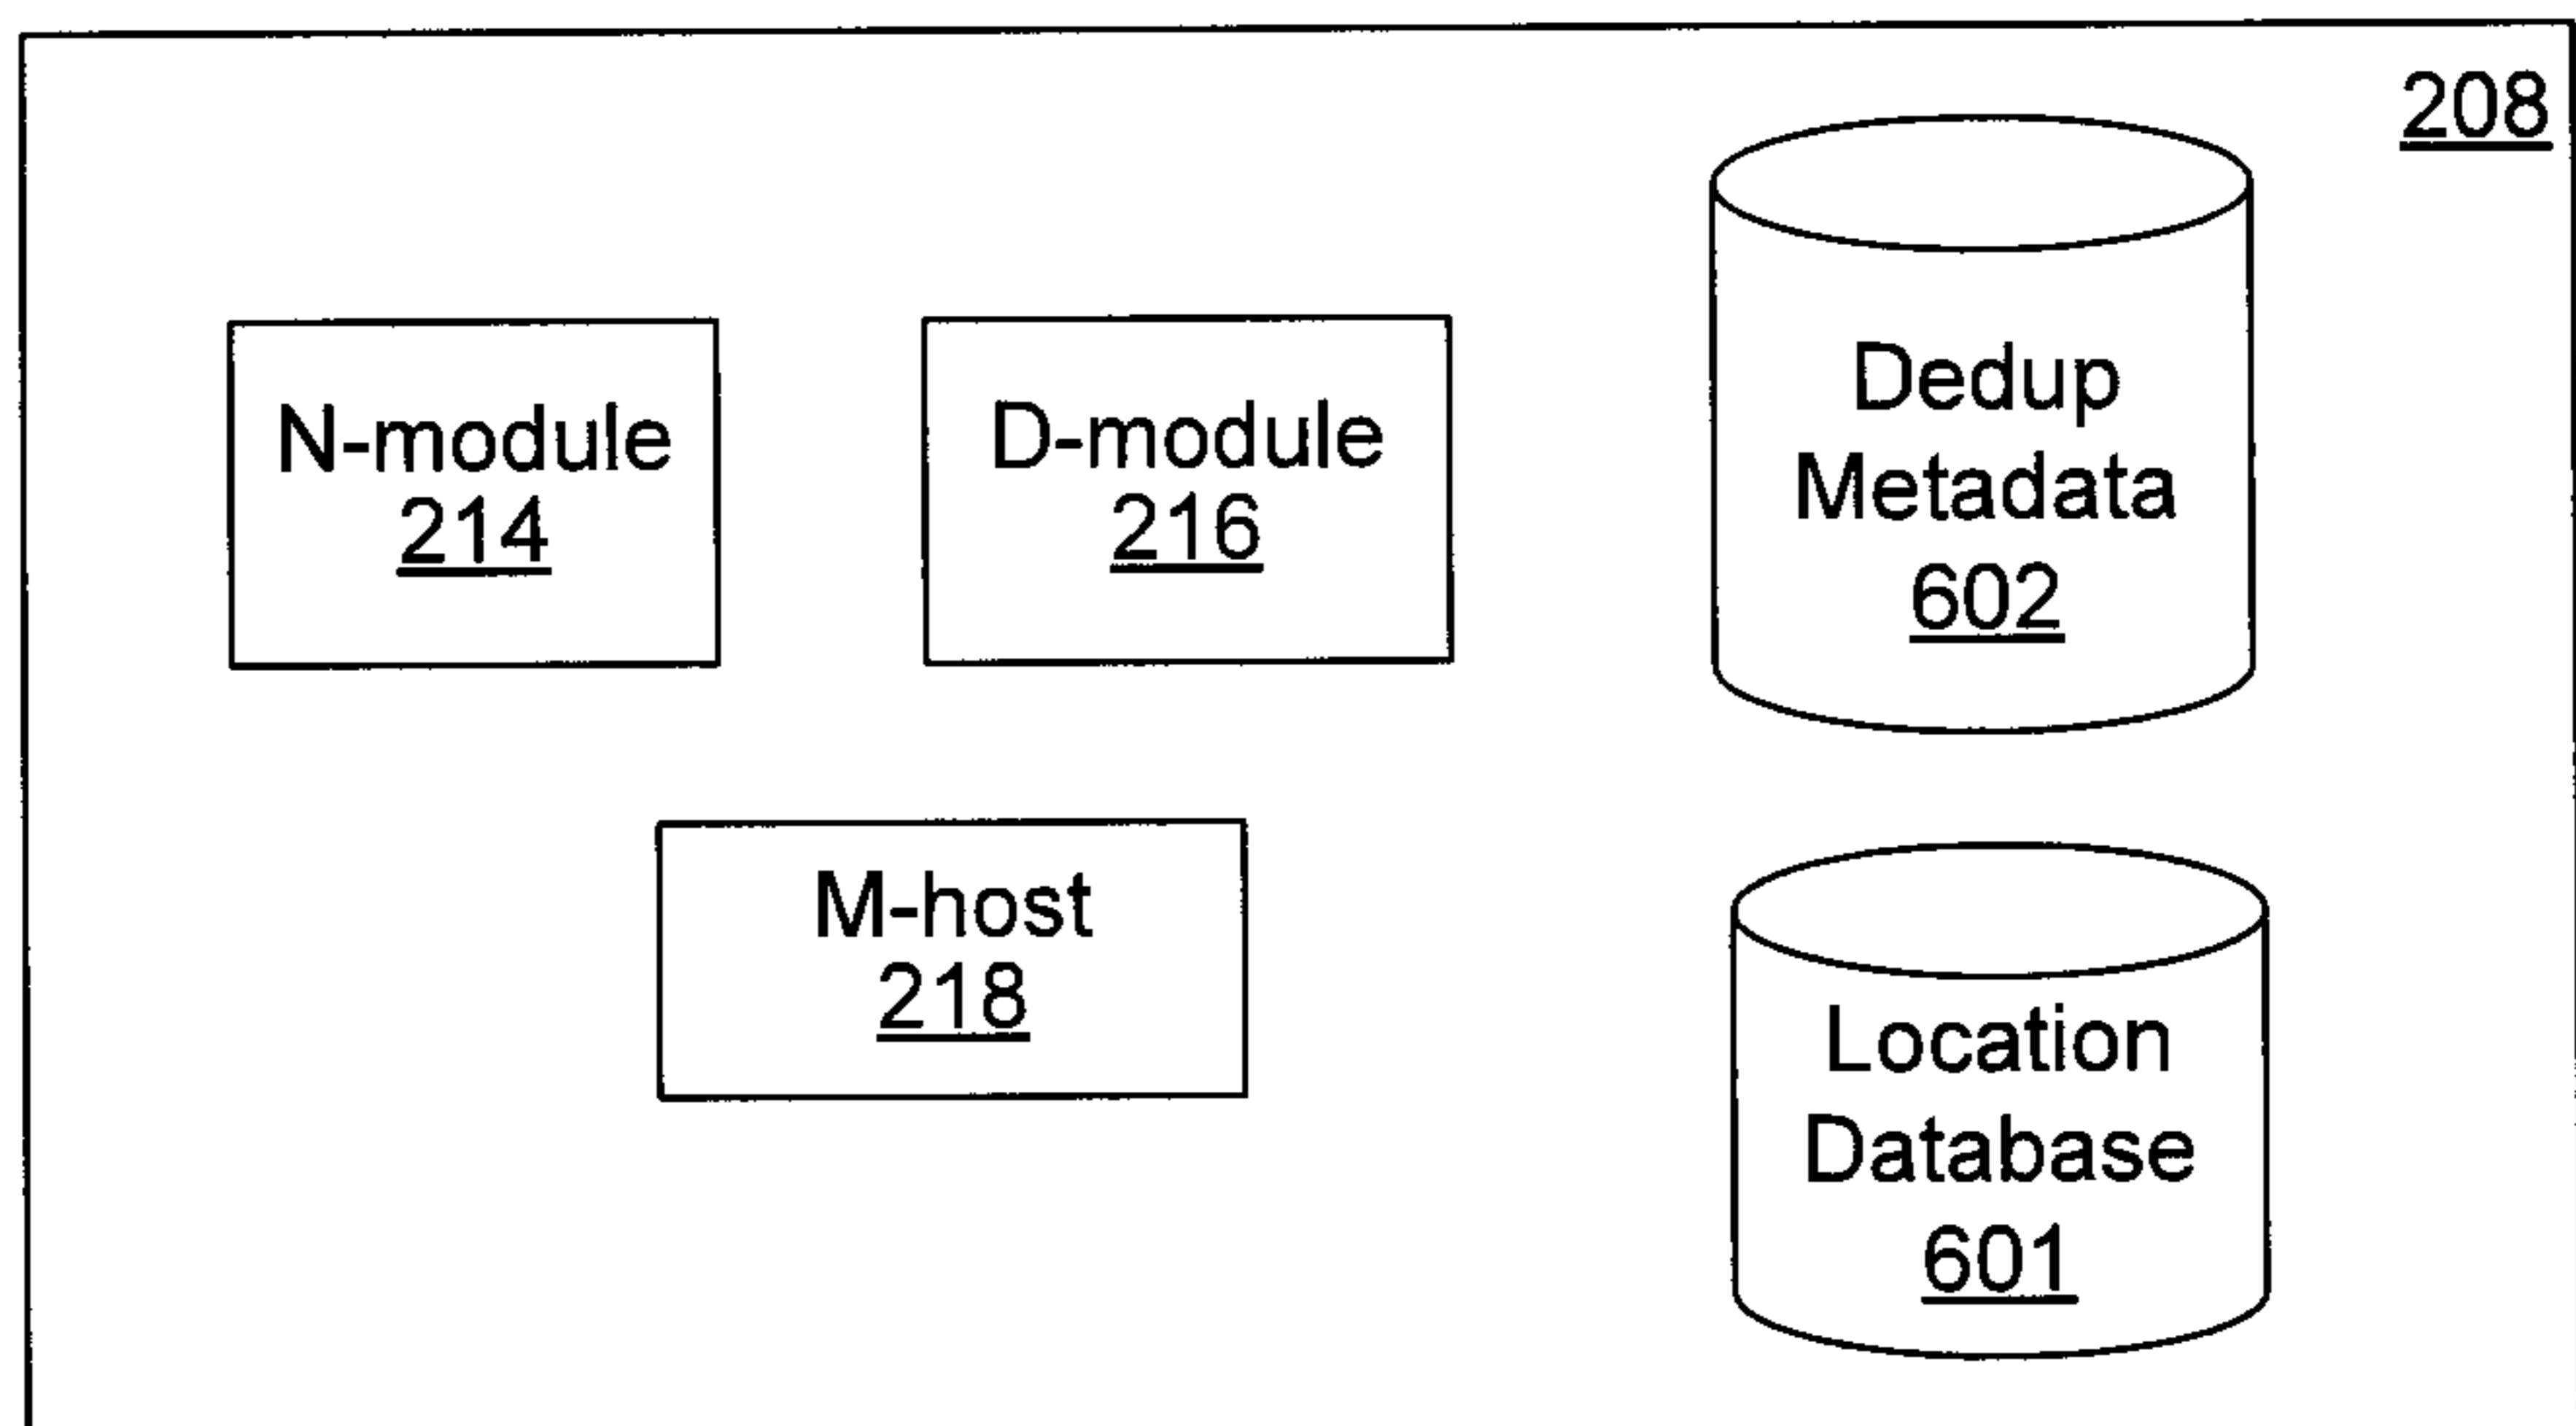 208
N-module
214
D-module
216
Dedup
Metadata
602
M-host
218
Location
Database
601